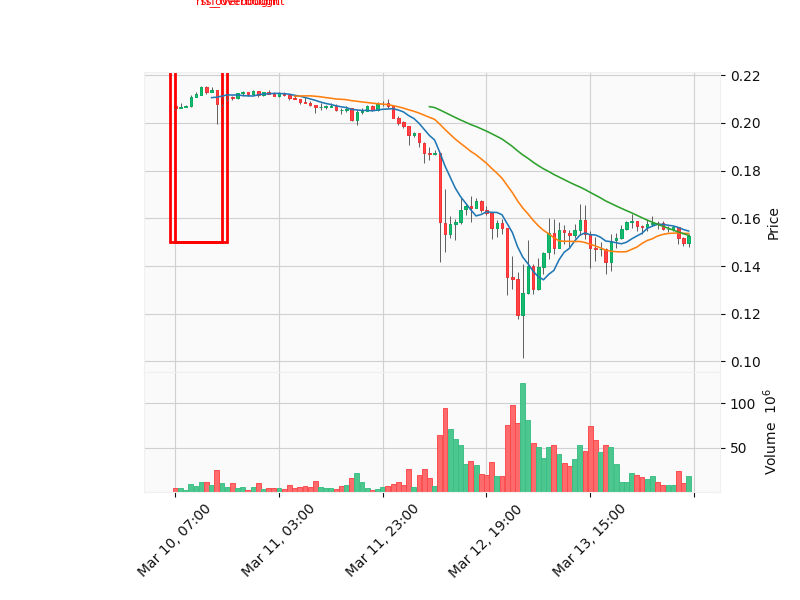 0.22
0.20
0.18
0.16
0.14
0.12
0.10
Price
100
50
Volume 10⁶
Mar 10, 07:00
Mar 11, 03:00
Mar 11, 23:00
Mar 12, 19:00
Mar 13, 15:00